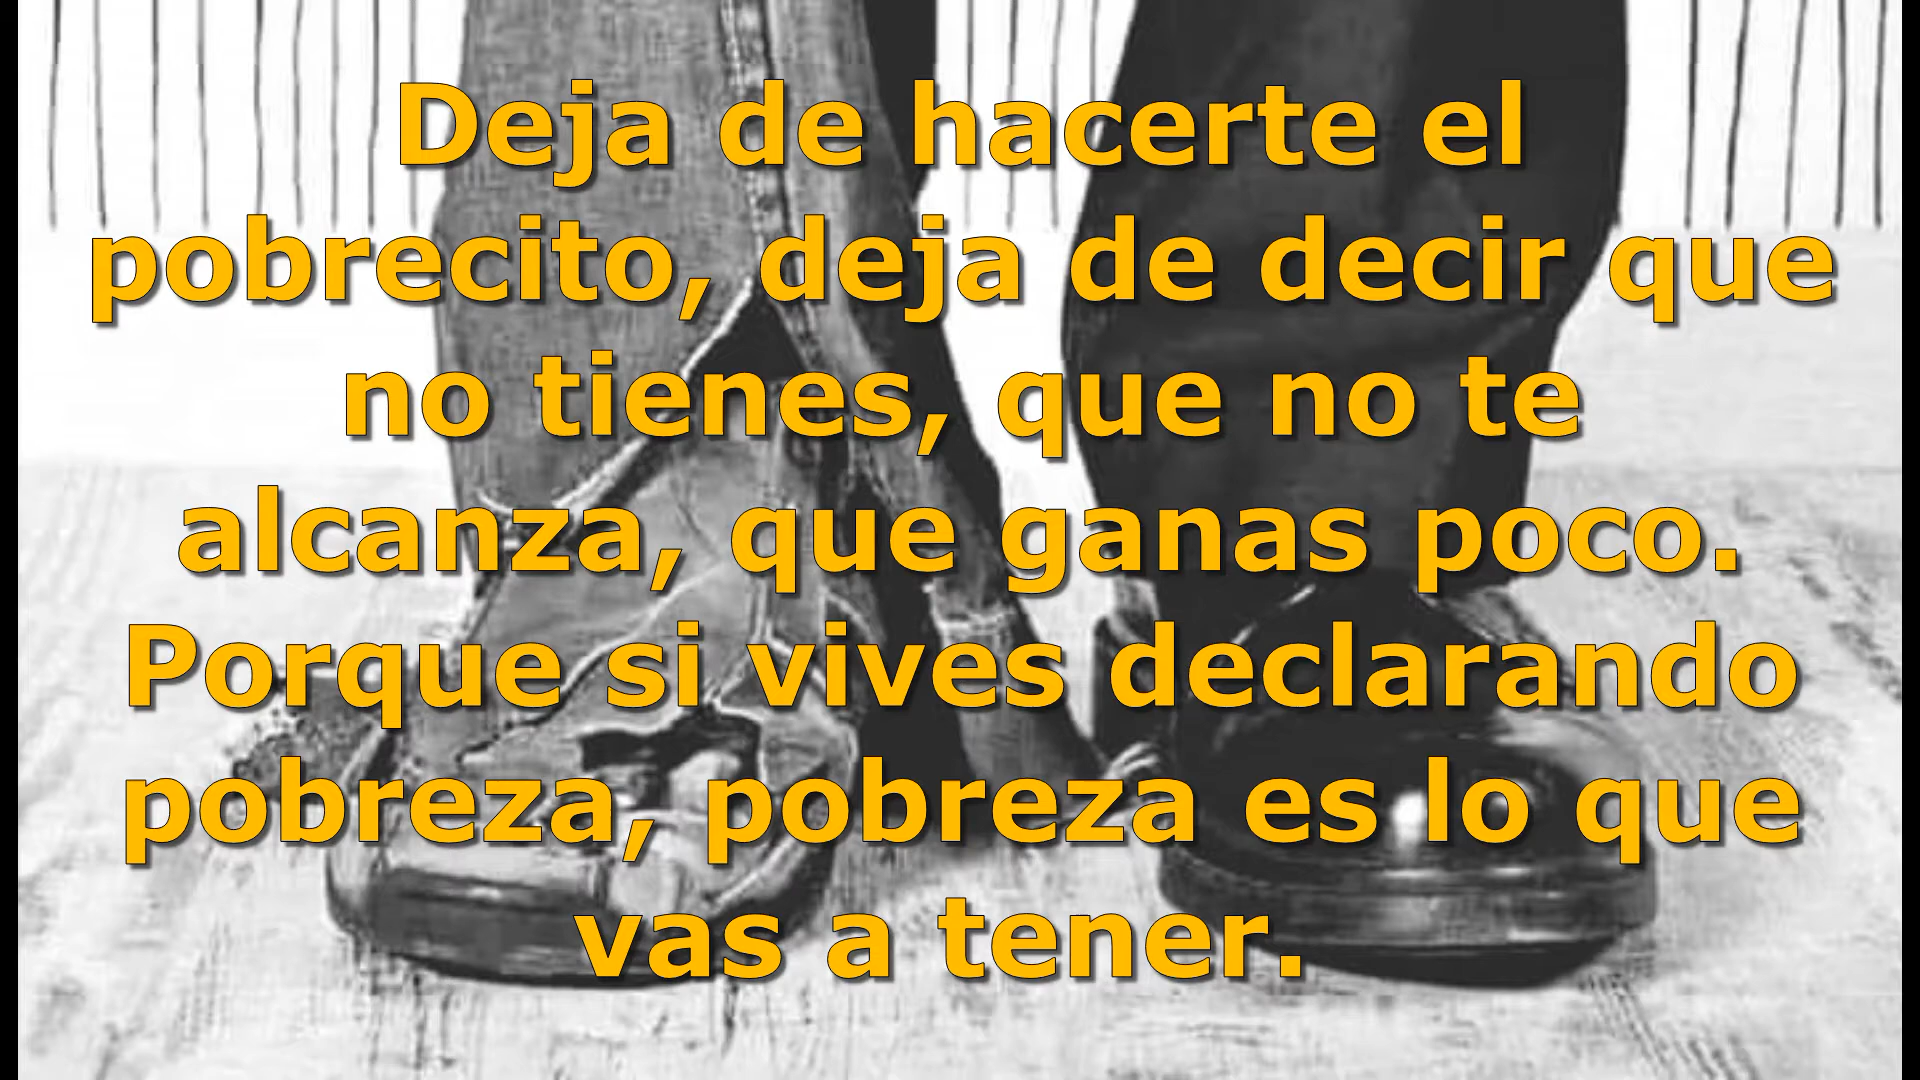 Deja de hacerte el
pobrecito, deja de decir que
no tienes, que no te
alcanza, que ganas poco.
Porque si vives declarando
pobreza, pobreza es lo que
vas a tener.